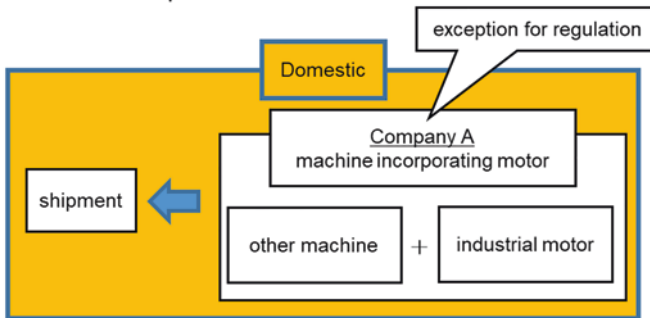 exception for regulation
Domestic
Company A
machine incorporating motor
shipment
other machine + industrial motor